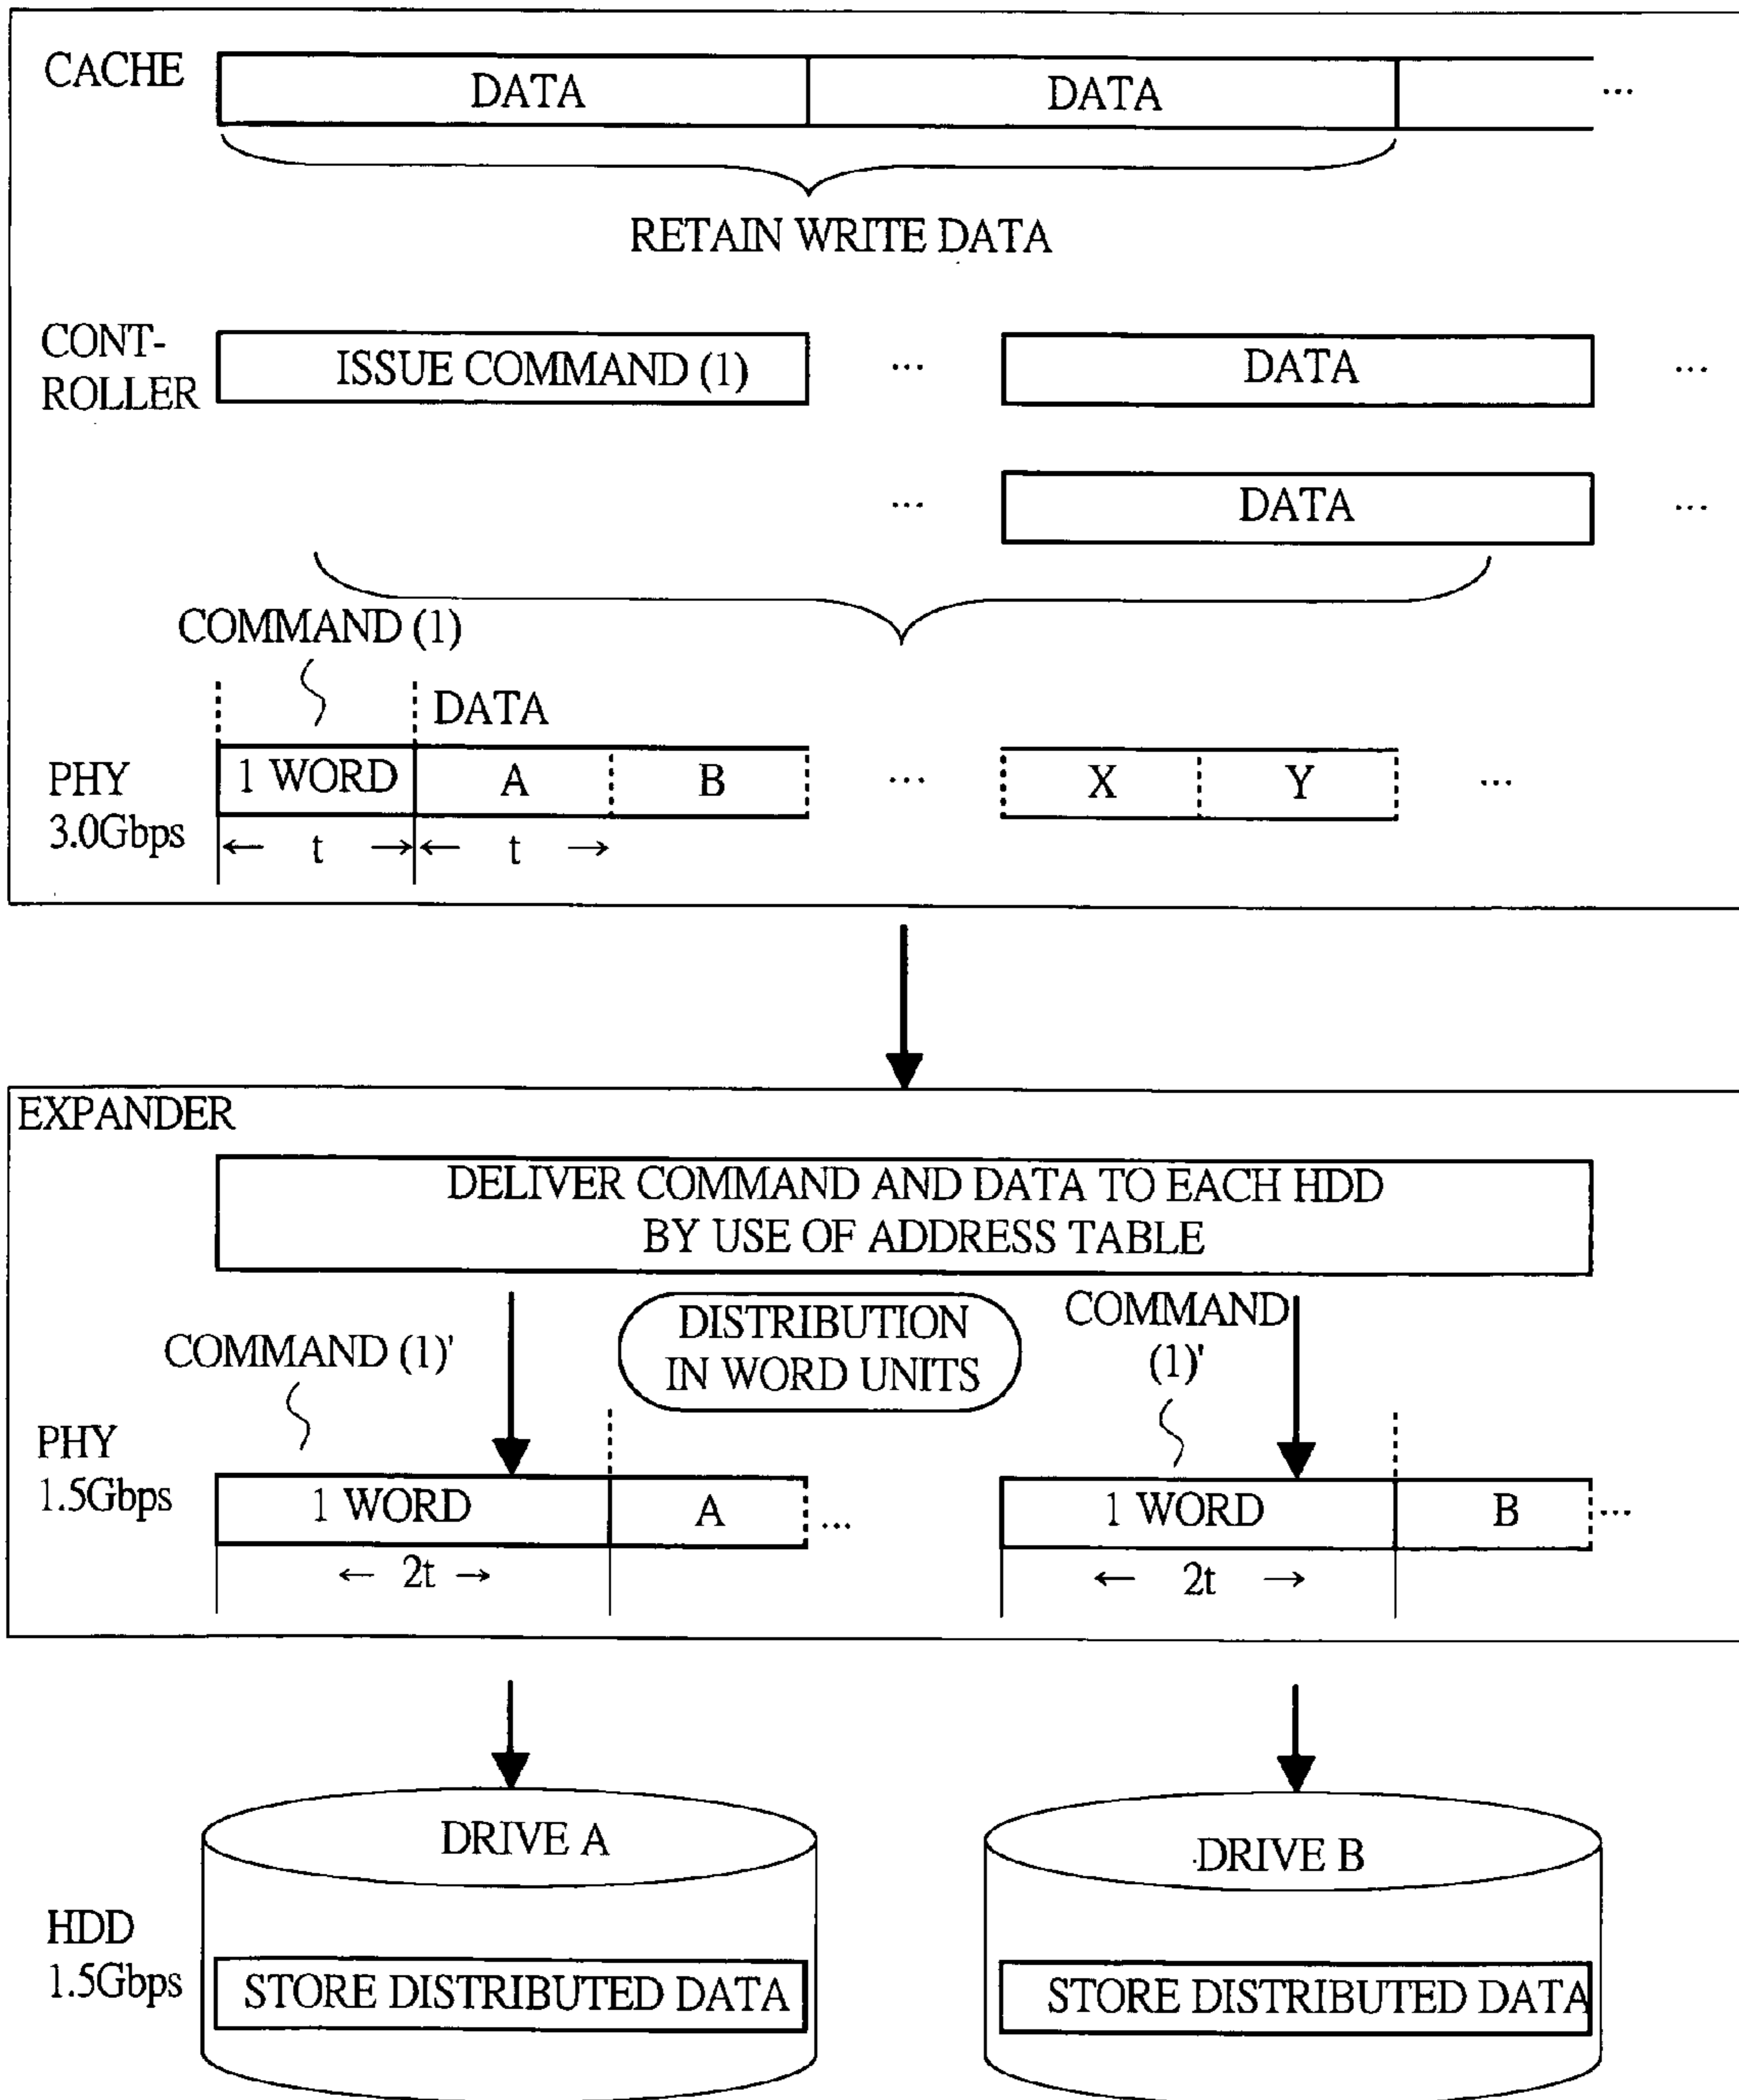 CACHE
DATA
DATA
...
RETAIN WRITE DATA
CONT-
ROLLER
ISSUE COMMAND (1)
...
DATA
...
...
DATA
...
COMMAND (1)
DATA
PHY
3.0Gbps
1 WORD
A
B
...
X
Y
...
← t →
← t →
EXPANDER
DELIVER COMMAND AND DATA TO EACH HDD
BY USE OF ADDRESS TABLE
COMMAND (1)'
DISTRIBUTION
IN WORD UNITS
COMMAND
(1)'
PHY
1.5Gbps
1 WORD
A
...
1 WORD
B
...
← 2t →
← 2t →
DRIVE A
DRIVE B
HDD
1.5Gbps
STORE DISTRIBUTED DATA
STORE DISTRIBUTED DATA